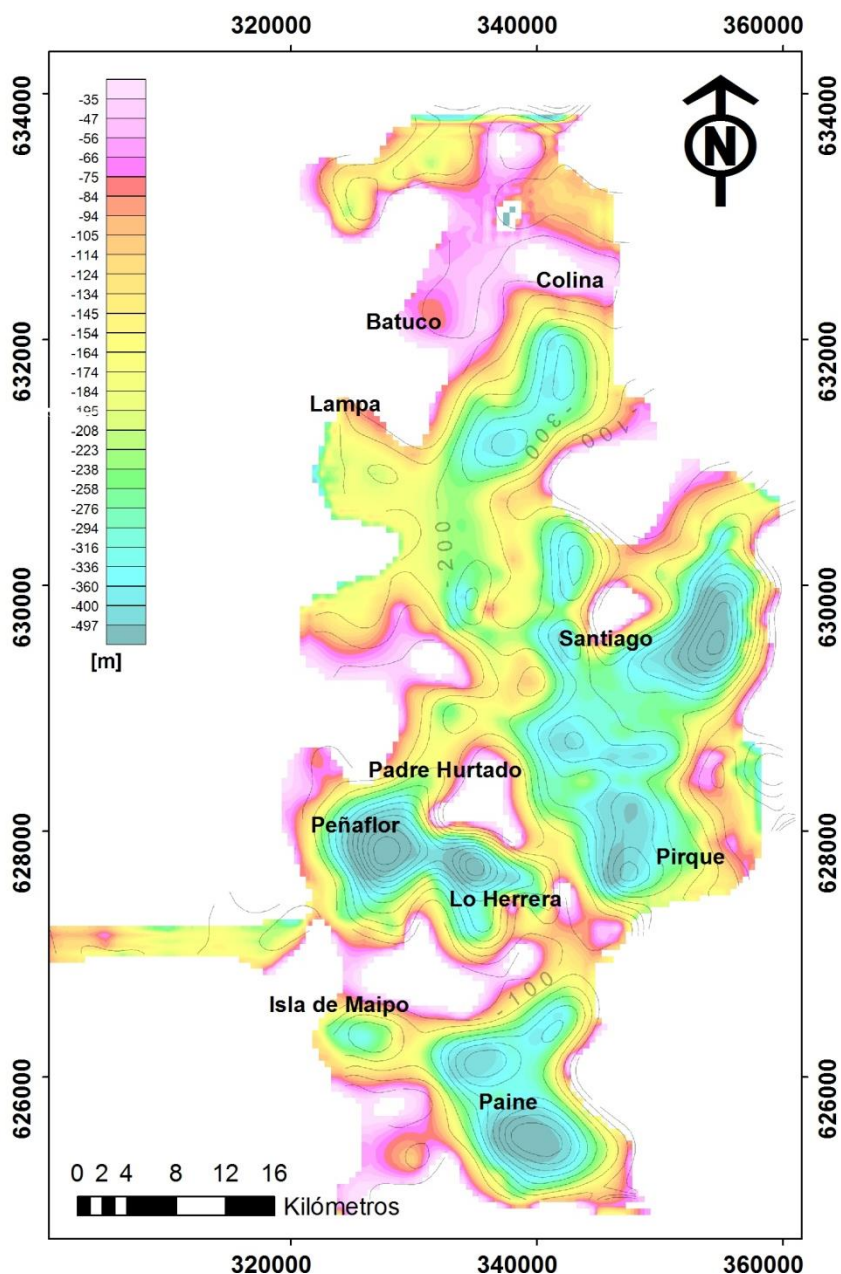 320000 340000 360000
634000
634000
-35
-47
-56
-66
-75
-84
-94
-105
-114
-124
-134
-145
-154
-164
-174
-184
-195
-208
-223
-238
-258
-276
-294
-316
-336
-360
-400
-497
[m]
N
Colina
Batuco
632000
632000
Lampa
-300
-100
-200
630000
630000
Santiago
Padre Hurtado
Peñaflor
628000
628000
Pirque
Lo Herrera
-100
Isla de Maipo
626000
626000
Paine
0 2 4 8 12 16
Kilómetros
320000 340000 360000